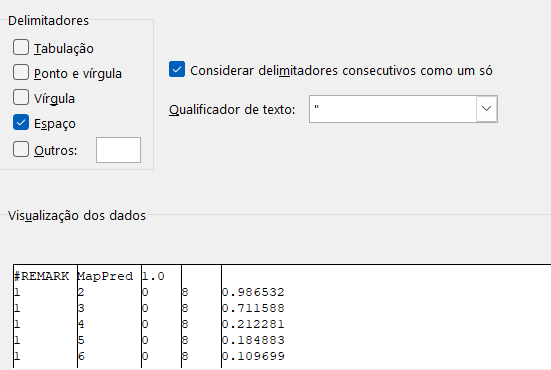 Delimitadores
Tabulação
Ponto e vírgula
Vírgula
Espaço
Outros:
Considerar delimitadores consecutivos como um só
Qualificador de texto: "
Visualização dos dados
#REMARK MapPred 1.0
1 2 0 8 0.986532
1 3 0 8 0.711588
1 4 0 8 0.212281
1 5 0 8 0.184883
1 6 0 8 0.109699